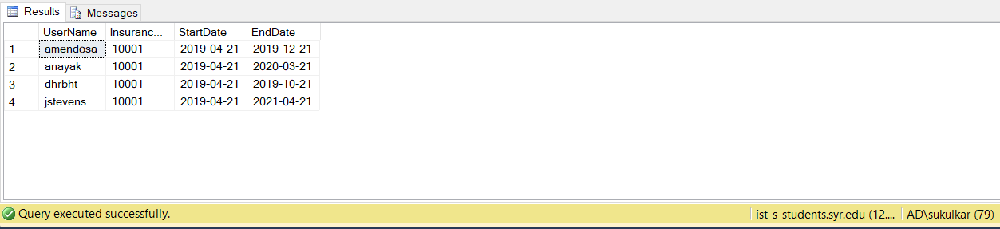 Results Messages
UserName Insuranc... StartDate EndDate
1 amendosa 10001 2019-04-21 2019-12-21
2 anayak 10001 2019-04-21 2020-03-21
3 dhrbht 10001 2019-04-21 2019-10-21
4 jstevens 10001 2019-04-21 2021-04-21
Query executed successfully. ist-s-students.syr.edu (12.... AD\sukulkar (79)